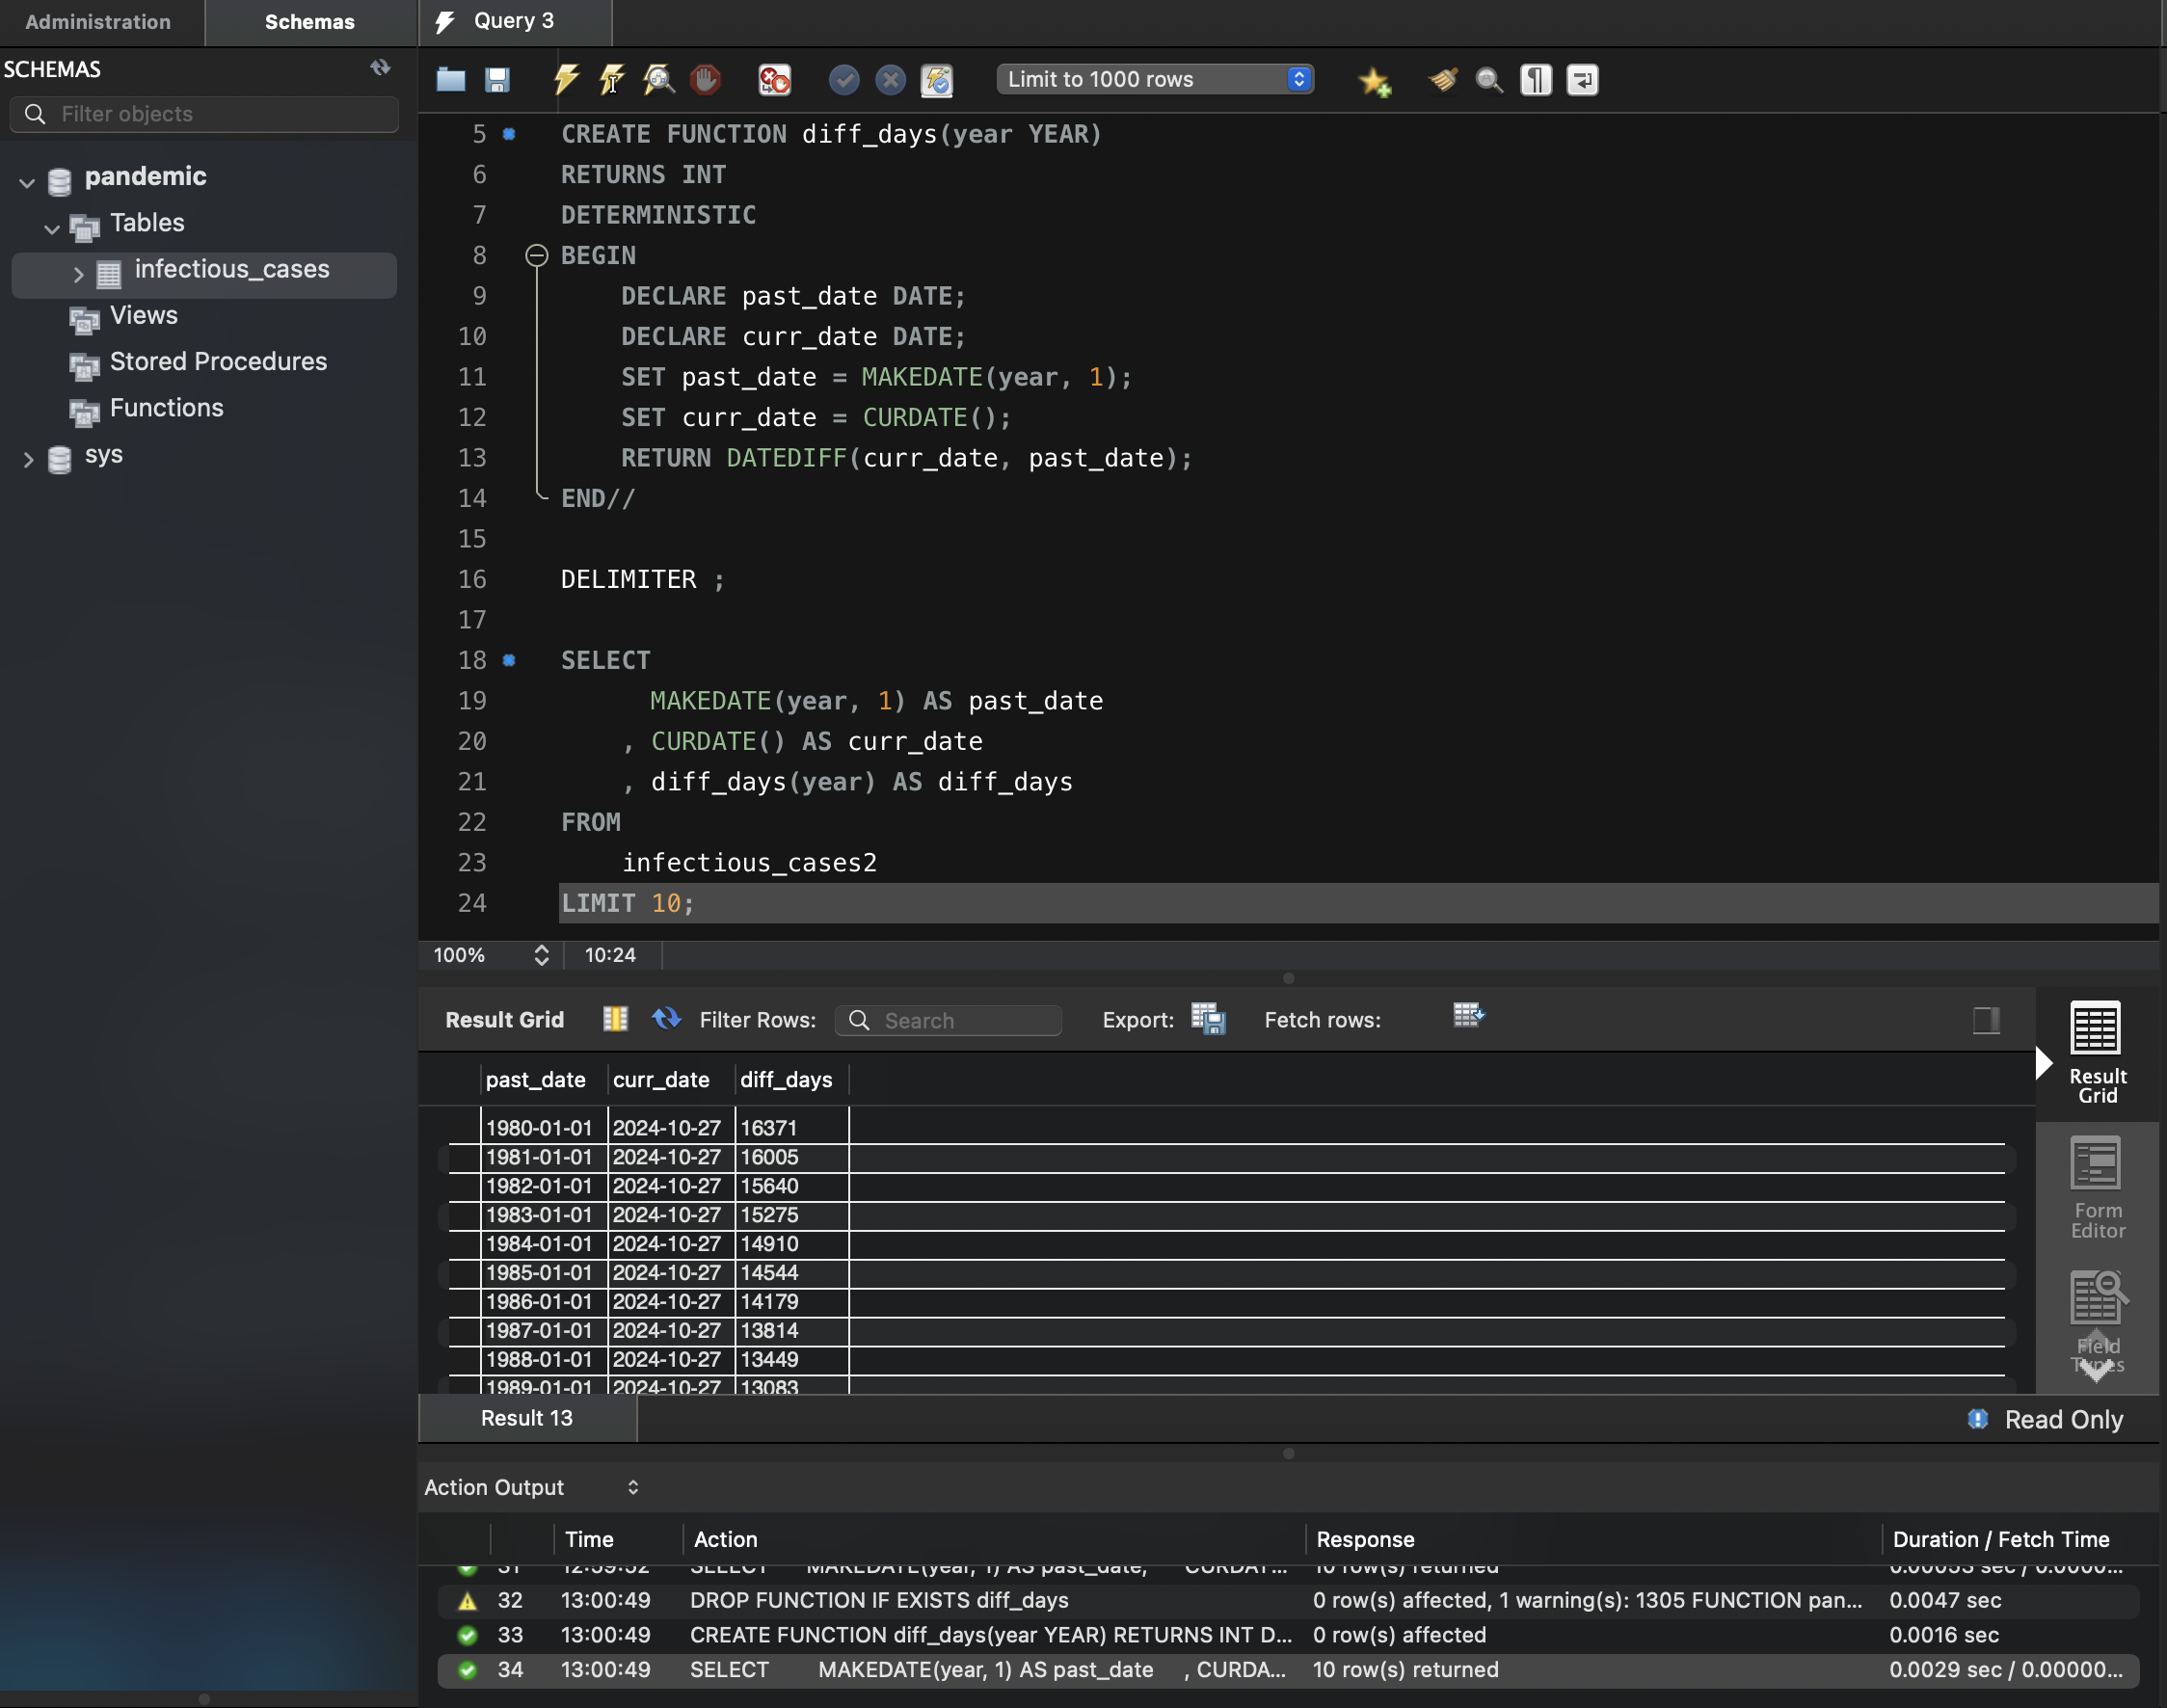 Administration
Schemas
Query 3
SCHEMAS
Filter objects
pandemic
Tables
infectious_cases
Views
Stored Procedures
Functions
sys
Limit to 1000 rows
5 CREATE FUNCTION diff_days(year YEAR)
6 RETURNS INT
7 DETERMINISTIC
8 BEGIN
9 DECLARE past_date DATE;
10 DECLARE curr_date DATE;
11 SET past_date = MAKEDATE(year, 1);
12 SET curr_date = CURDATE();
13 RETURN DATEDIFF(curr_date, past_date);
14 END//
15
16 DELIMITER ;
17
18 SELECT
19 MAKEDATE(year, 1) AS past_date
20 , CURDATE() AS curr_date
21 , diff_days(year) AS diff_days
22 FROM
23 infectious_cases2
24 LIMIT 10;
100% 10:24
Result Grid Filter Rows: Search Export: Fetch rows:
past_date curr_date diff_days
1980-01-01 2024-10-27 16371
1981-01-01 2024-10-27 16005
1982-01-01 2024-10-27 15640
1983-01-01 2024-10-27 15275
1984-01-01 2024-10-27 14910
1985-01-01 2024-10-27 14544
1986-01-01 2024-10-27 14179
1987-01-01 2024-10-27 13814
1988-01-01 2024-10-27 13449
1989-01-01 2024-10-27 13083
Result
Grid
Form
Editor
Field
Types
Result 13
Read Only
Action Output
Time Action Response Duration / Fetch Time
31 12:59:52 SELECT MAKEDATE(year, 1) AS past_date, CURDAT... 10 row(s) returned 0.00053 sec / 0.0000...
32 13:00:49 DROP FUNCTION IF EXISTS diff_days 0 row(s) affected, 1 warning(s): 1305 FUNCTION pan... 0.0047 sec
33 13:00:49 CREATE FUNCTION diff_days(year YEAR) RETURNS INT D... 0 row(s) affected 0.0016 sec
34 13:00:49 SELECT MAKEDATE(year, 1) AS past_date , CURDA... 10 row(s) returned 0.0029 sec / 0.00000...